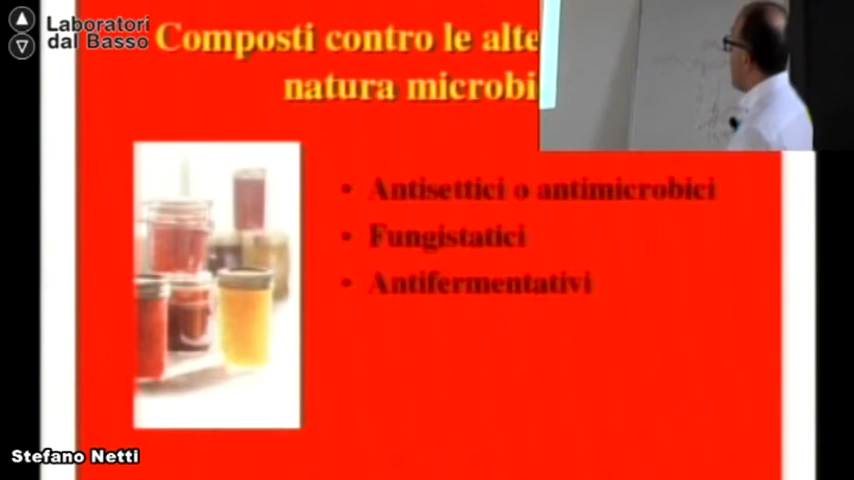 Laboratori
dal Basso
Composti contro le alte
natura microbi
• Antisettici o antimicrobici
• Fungistatici
• Antifermentativi
Stefano Netti